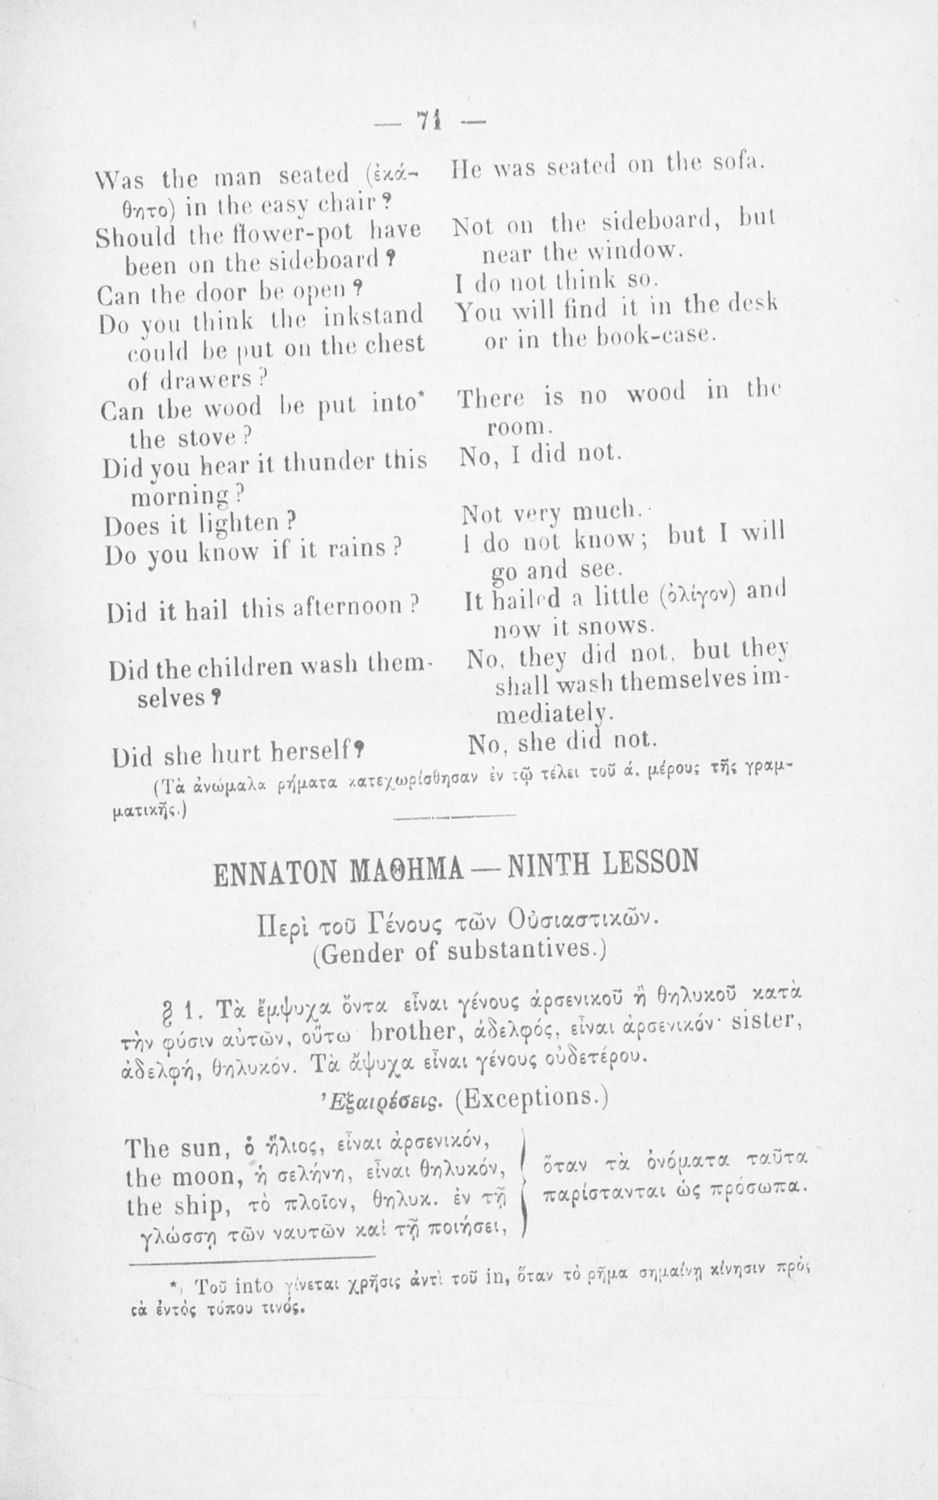 — 71 —
Was the man seated (ἐκά-
θητο) in the easy chair?
Should the flower-pot have
been on the sideboard?
Can the door be open?
Do you think the inkstand
could be put on the chest
of drawers?
Can the wood be put into*
the stove?
Did you hear it thunder this
morning?
Does it lighten?
Do you know if it rains?
Did it hail this afternoon?
Did the children wash them-
selves?
Did she hurt herself?
He was seated on the sofa.
Not on the sideboard, but
near the window.
I do not think so.
You will find it in the desk
or in the book-case.
There is no wood in the
room.
No, I did not.
Not very much.
I do not know; but I will
go and see.
It hailed a little (ὀλίγον) and
now it snows.
No, they did not, but they
shall wash themselves im-
mediately.
No, she did not.
(Τὰ ἀνώμαλα ρήματα κατεχωρίσθησαν ἐν τῷ τέλει τοῦ ά. μέρους τῆς γραμ-
ματικῆς.)
ΕΝΝΑΤΟΝ ΜΑΘΗΜΑ — NINTH LESSON
Περὶ τοῦ Γένους τῶν Οὐσιαστικῶν.
(Gender of substantives.)
§ 1. Τὰ ἔμψυχα ὄντα εἶναι γένους ἀρσενικοῦ ἢ θηλυκοῦ κατὰ
τὴν φύσιν αὐτῶν, οὕτω brother, ἀδελφός, εἶναι ἀρσενικόν· sister,
ἀδελφή, θηλυκόν. Τὰ ἄψυχα εἶναι γένους οὐδετέρου.
Ἐξαιρέσεις. (Exceptions.)
The sun, ὁ ἥλιος, εἶναι ἀρσενικόν,
the moon, ἡ σελήνη, εἶναι θηλυκόν,
the ship, τὸ πλοῖον, θηλυκ. ἐν τῇ
γλώσσῃ τῶν ναυτῶν καὶ τῇ ποιήσει,
ὅταν τὰ ὀνόματα ταῦτα
παρίστανται ὡς πρόσωπα.
*) Τοῦ into γίνεται χρῆσις ἀντὶ τοῦ in, ὅταν τὸ ρῆμα σημαίνῃ κίνησιν πρὸς
τὰ ἐντὸς τόπου τινός.